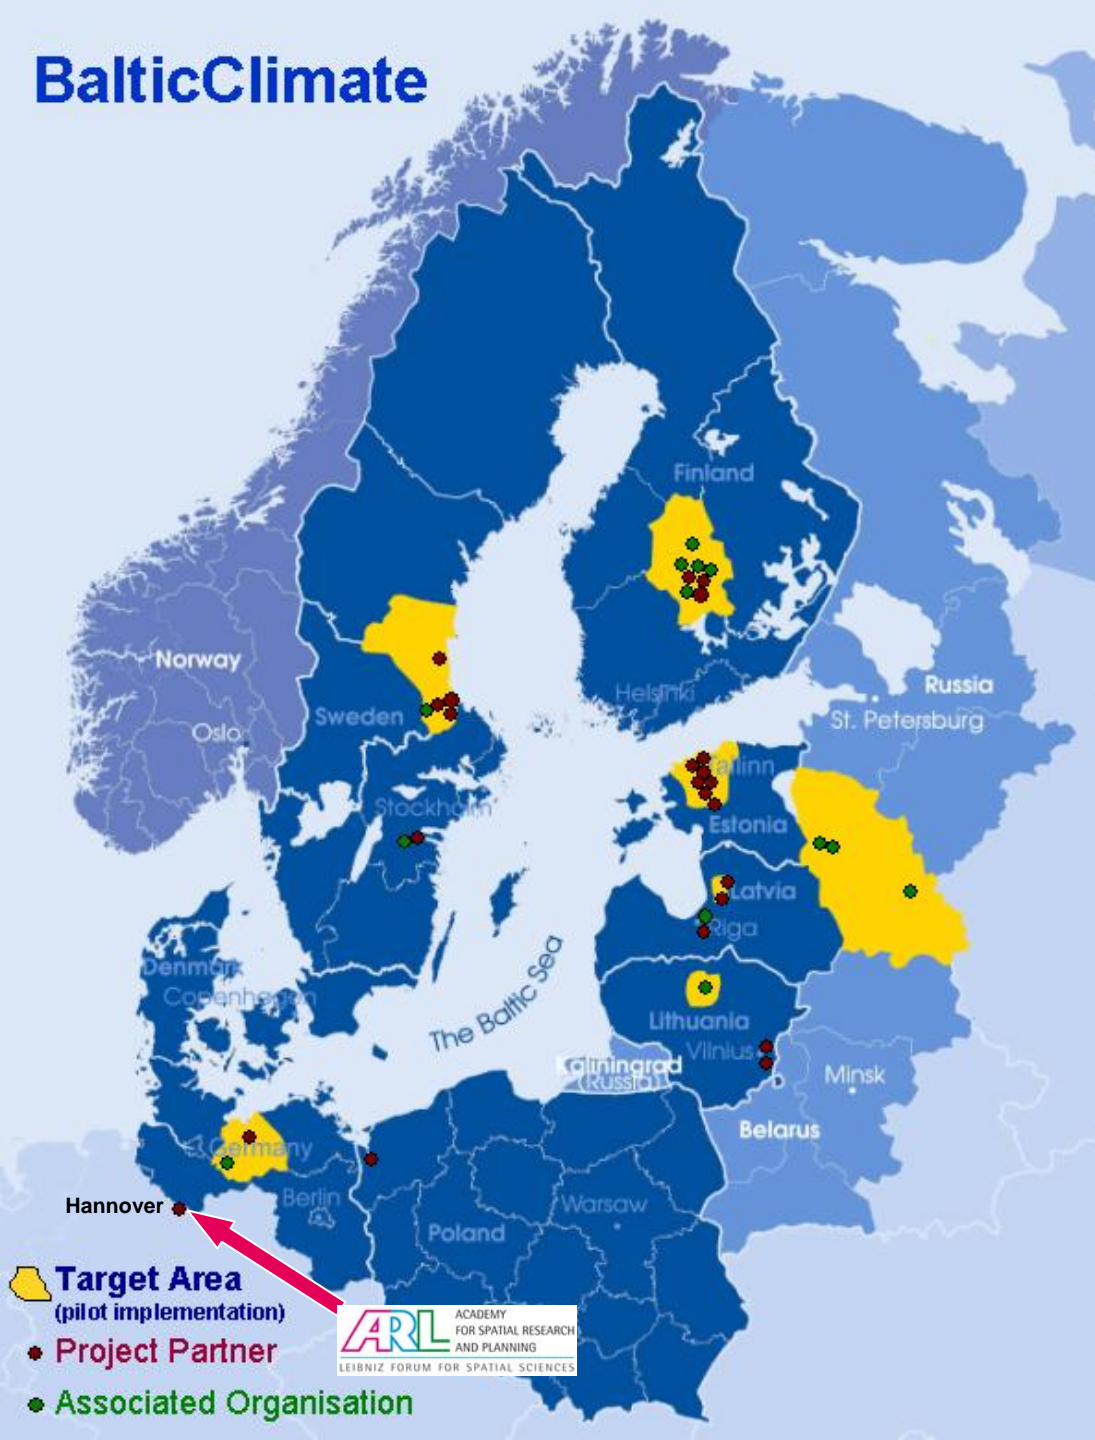 BalticClimate
Finland
Norway
Helsinki
Russia
Sweden
Oslo
St. Petersburg
Tallinn
Stockholm
Estonia
Latvia
Riga
Denmark
Copenhagen
The Baltic Sea
Lithuania
Vilnius
Kaliningrad
(Russia)
Minsk
Belarus
Germany
Berlin
Hannover
Warsaw
Poland
Target Area
(pilot implementation)
Project Partner
Associated Organisation
ARL
ACADEMY
FOR SPATIAL RESEARCH
AND PLANNING
LEIBNIZ FORUM FOR SPATIAL SCIENCES